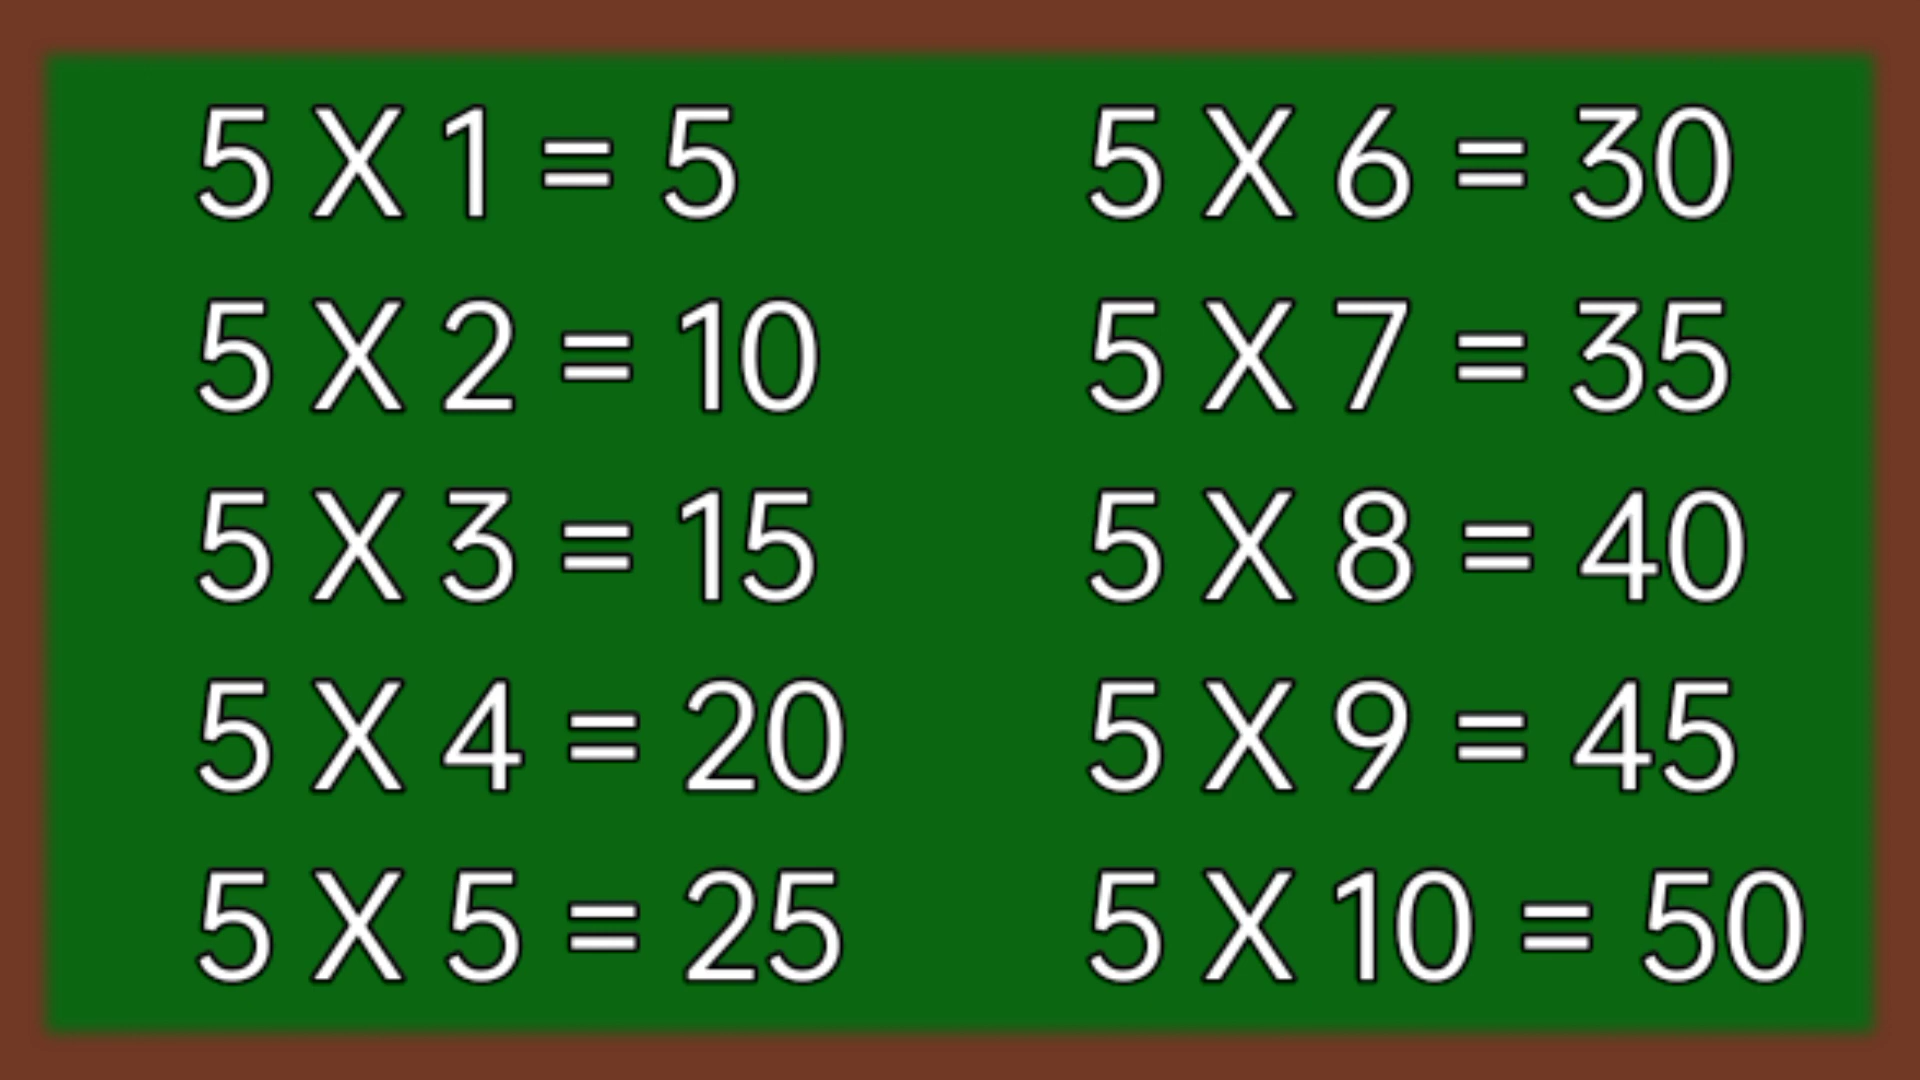 5 X 1 = 5
5 X 2 = 10
5 X 3 = 15
5 X 4 = 20
5 X 5 = 25
5 X 6 = 30
5 X 7 = 35
5 X 8 = 40
5 X 9 = 45
5 X 10 = 50